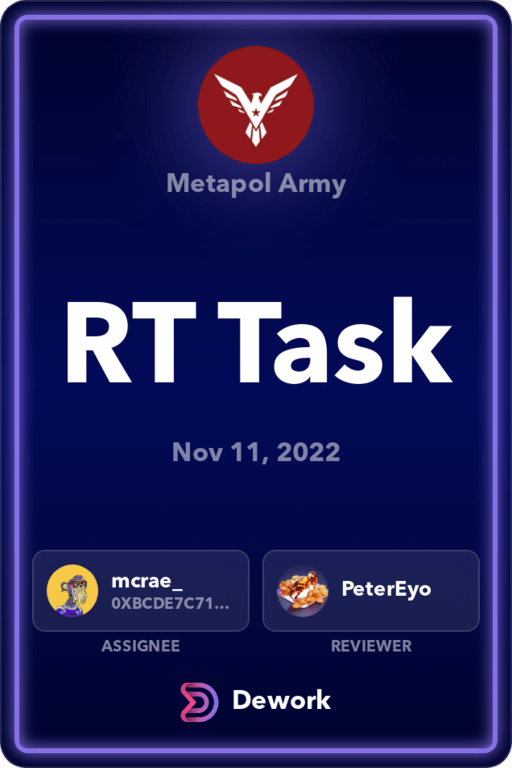 Metapol Army
RT Task
Nov 11, 2022
mcrae_
0XBCDE7C71...
ASSIGNEE
PeterEyo
REVIEWER
Dework